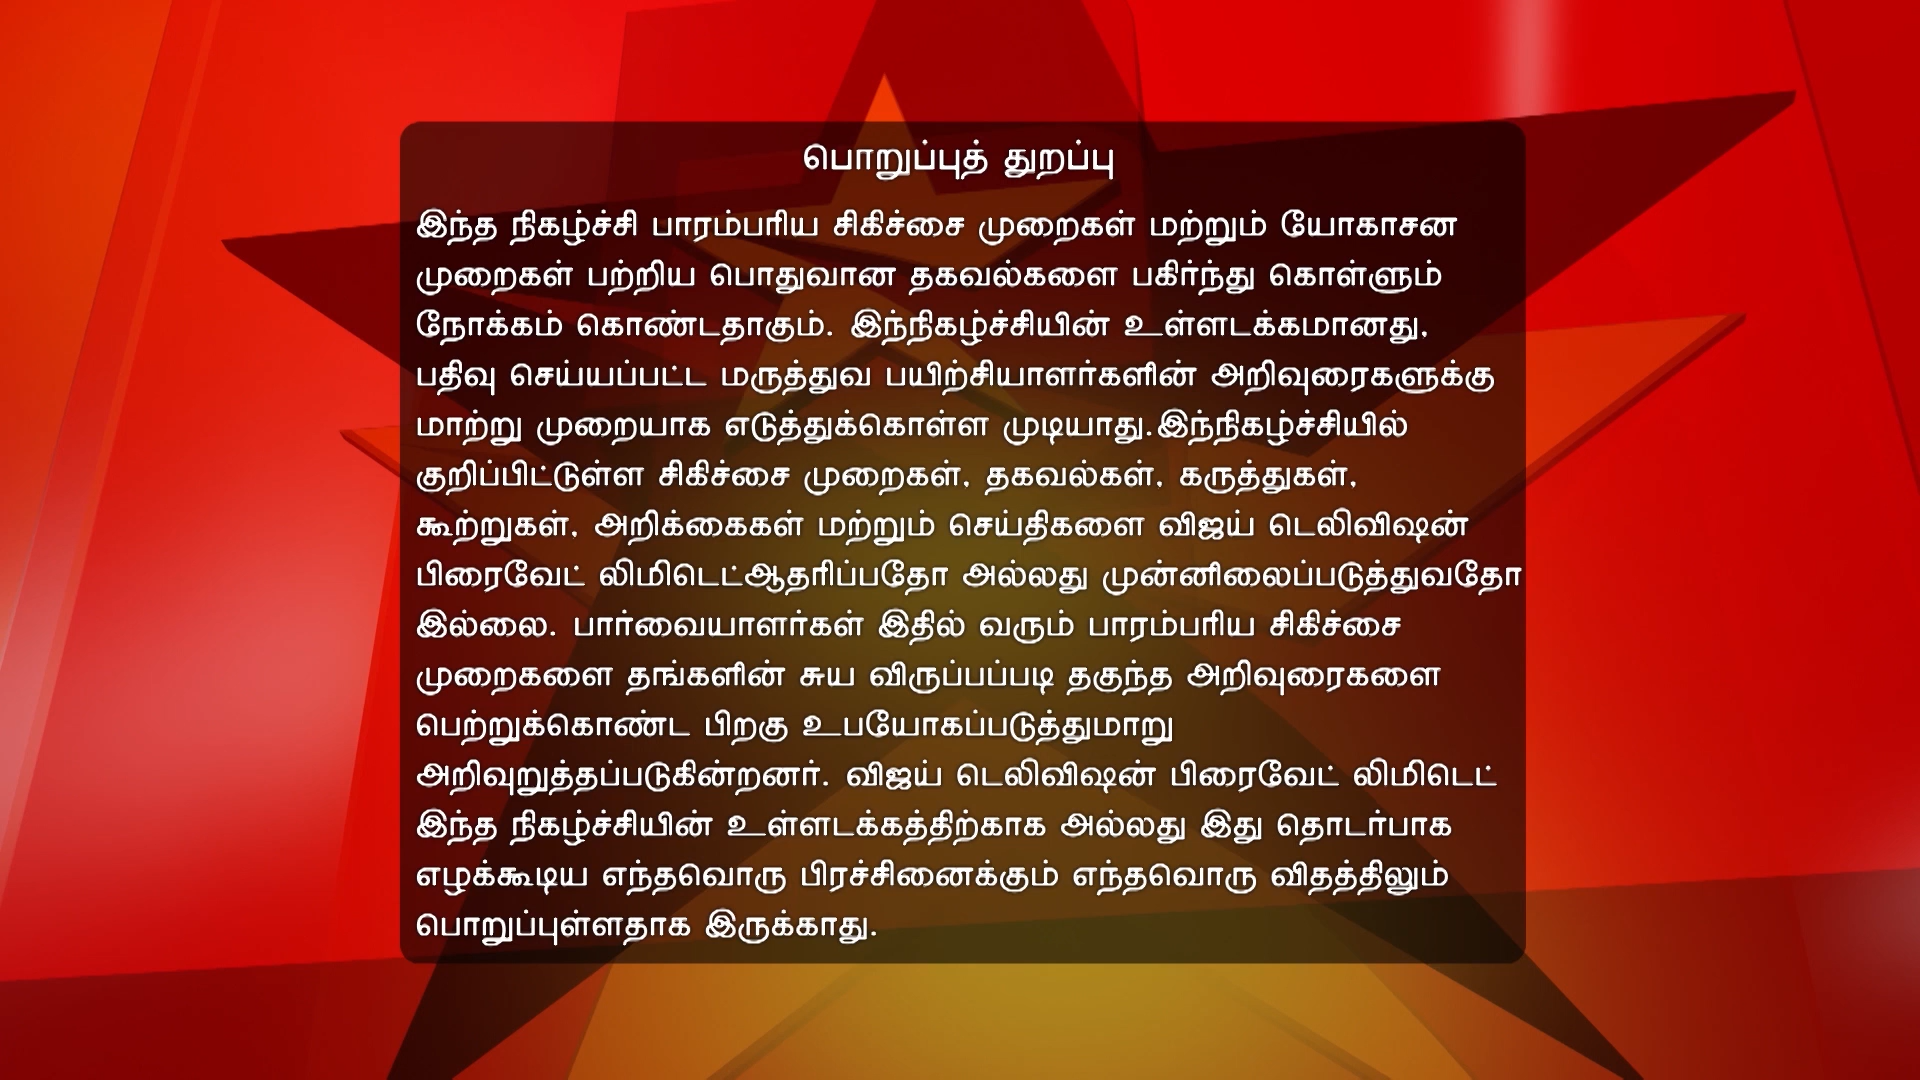 பொறுப்புத் துறப்பு
இந்த நிகழ்ச்சி பாரம்பரிய சிகிச்சை முறைகள் மற்றும் யோகாசன
முறைகள் பற்றிய பொதுவான தகவல்களை பகிர்ந்து கொள்ளும்
நோக்கம் கொண்டதாகும். இந்நிகழ்ச்சியின் உள்ளடக்கமானது,
பதிவு செய்யப்பட்ட மருத்துவ பயிற்சியாளர்களின் அறிவுரைகளுக்கு
மாற்று முறையாக எடுத்துக்கொள்ள முடியாது.இந்நிகழ்ச்சியில்
குறிப்பிட்டுள்ள சிகிச்சை முறைகள், தகவல்கள், கருத்துகள்,
கூற்றுகள், அறிக்கைகள் மற்றும் செய்திகளை விஜய் டெலிவிஷன்
பிரைவேட் லிமிடெட்ஆதரிப்பதோ அல்லது முன்னிலைப்படுத்துவதோ
இல்லை. பார்வையாளர்கள் இதில் வரும் பாரம்பரிய சிகிச்சை
முறைகளை தங்களின் சுய விருப்பப்படி தகுந்த அறிவுரைகளை
பெற்றுக்கொண்ட பிறகு உபயோகப்படுத்துமாறு
அறிவுறுத்தப்படுகின்றனர். விஜய் டெலிவிஷன் பிரைவேட் லிமிடெட்
இந்த நிகழ்ச்சியின் உள்ளடக்கத்திற்காக அல்லது இது தொடர்பாக
எழக்கூடிய எந்தவொரு பிரச்சினைக்கும் எந்தவொரு விதத்திலும்
பொறுப்புள்ளதாக இருக்காது.